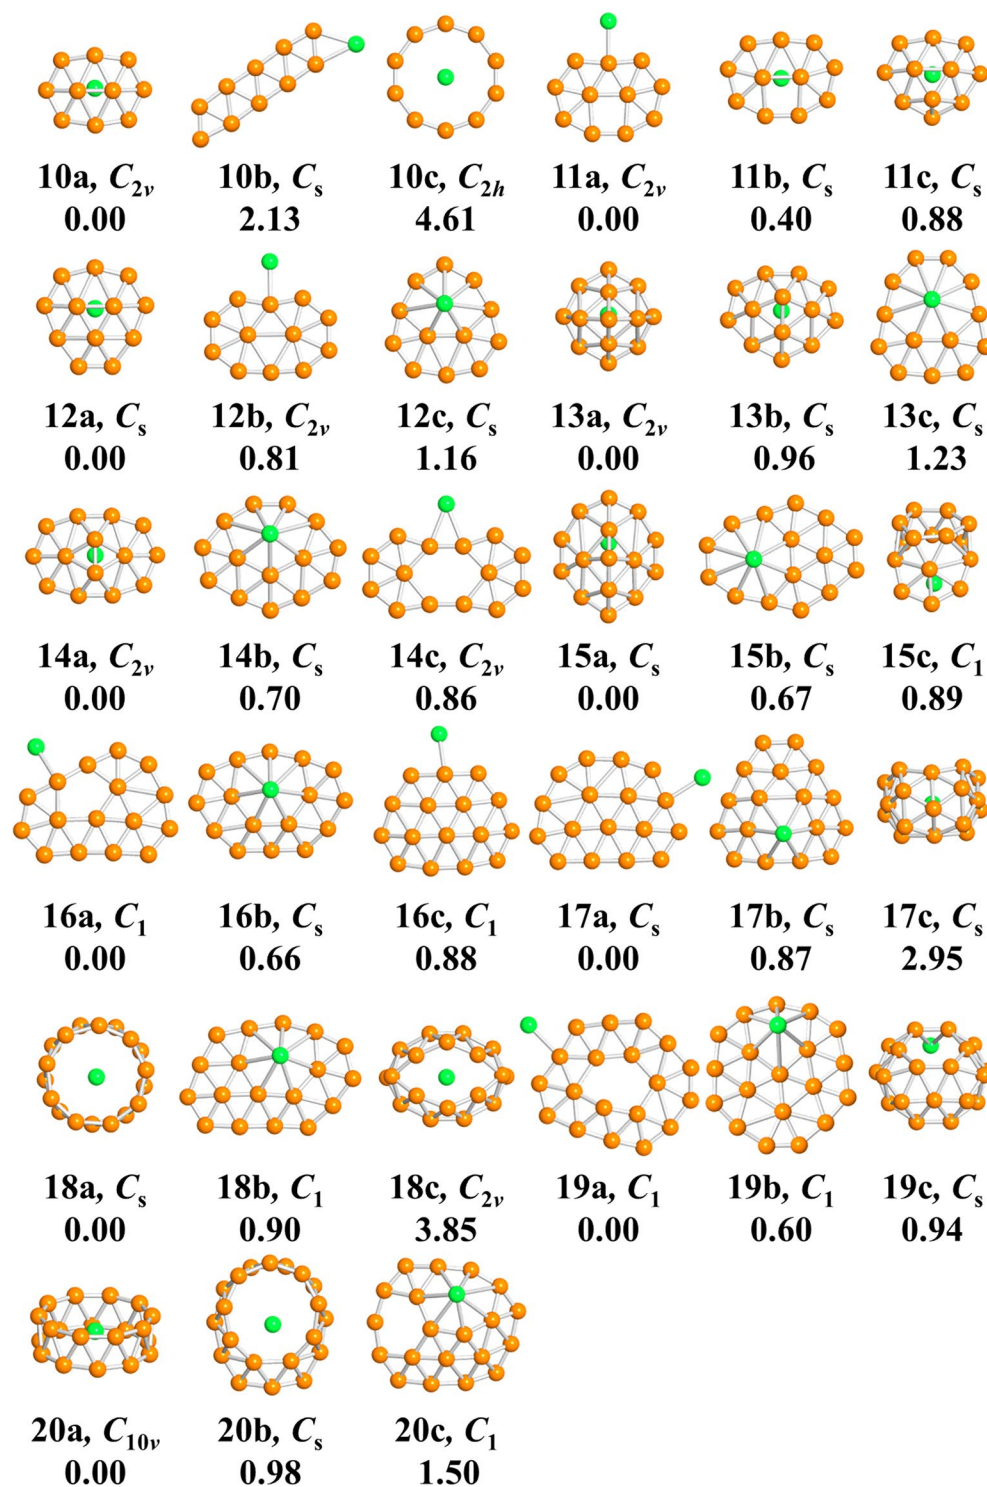 10a, C2v 10b, Cs 10c, C2h 11a, C2v 11b, Cs 11c, Cs
0.00 2.13 4.61 0.00 0.40 0.88
12a, Cs 12b, C2v 12c, Cs 13a, C2v 13b, Cs 13c, Cs
0.00 0.81 1.16 0.00 0.96 1.23
14a, C2v 14b, Cs 14c, C2v 15a, Cs 15b, Cs 15c, C1
0.00 0.70 0.86 0.00 0.67 0.89
16a, C1 16b, Cs 16c, C1 17a, Cs 17b, Cs 17c, Cs
0.00 0.66 0.88 0.00 0.87 2.95
18a, Cs 18b, C1 18c, C2v 19a, C1 19b, C1 19c, Cs
0.00 0.90 3.85 0.00 0.60 0.94
20a, C10v 20b, Cs 20c, C1
0.00 0.98 1.50